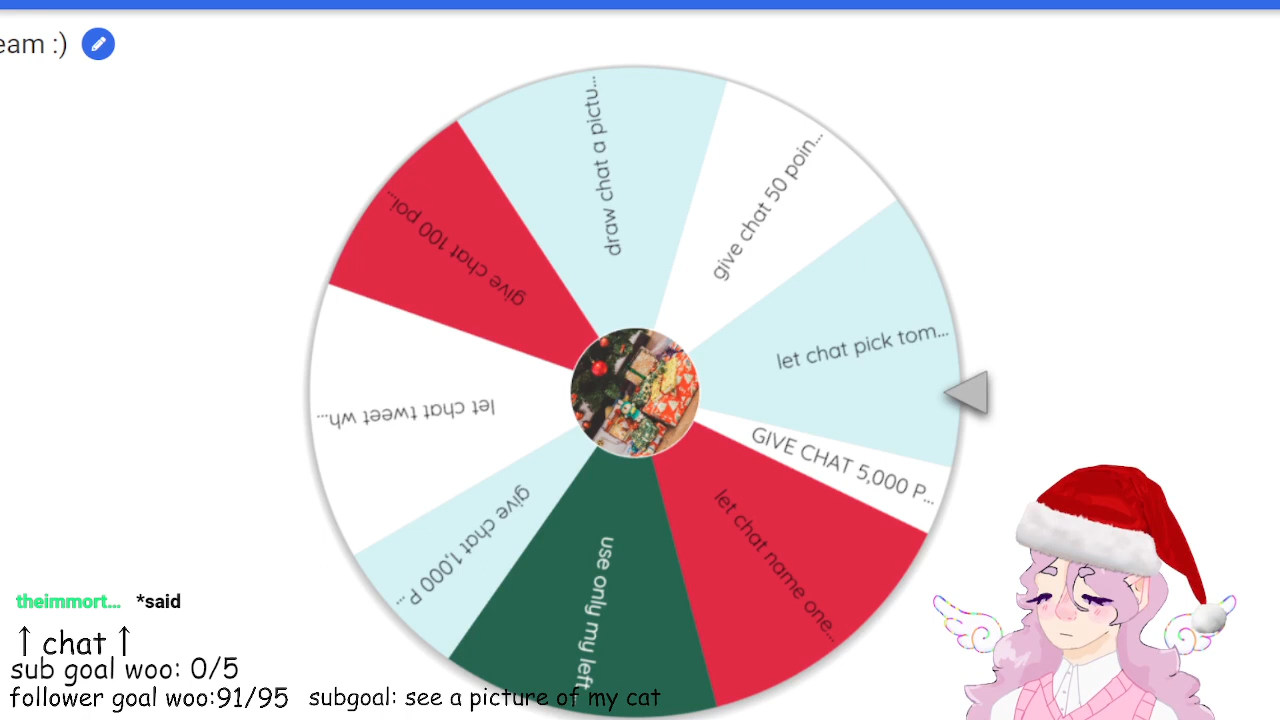 eam :)
draw chat a pictu...
give chat 50 poin...
let chat pick tom...
GIVE CHAT 5,000 P...
let chat name one...
use only my left
give chat 1,000 P...
let chat tweet wh...
give chat 100 poi...
theimmort... *said
↑ chat ↑
sub goal woo: 0/5
follower goal woo:91/95 subgoal: see a picture of my cat